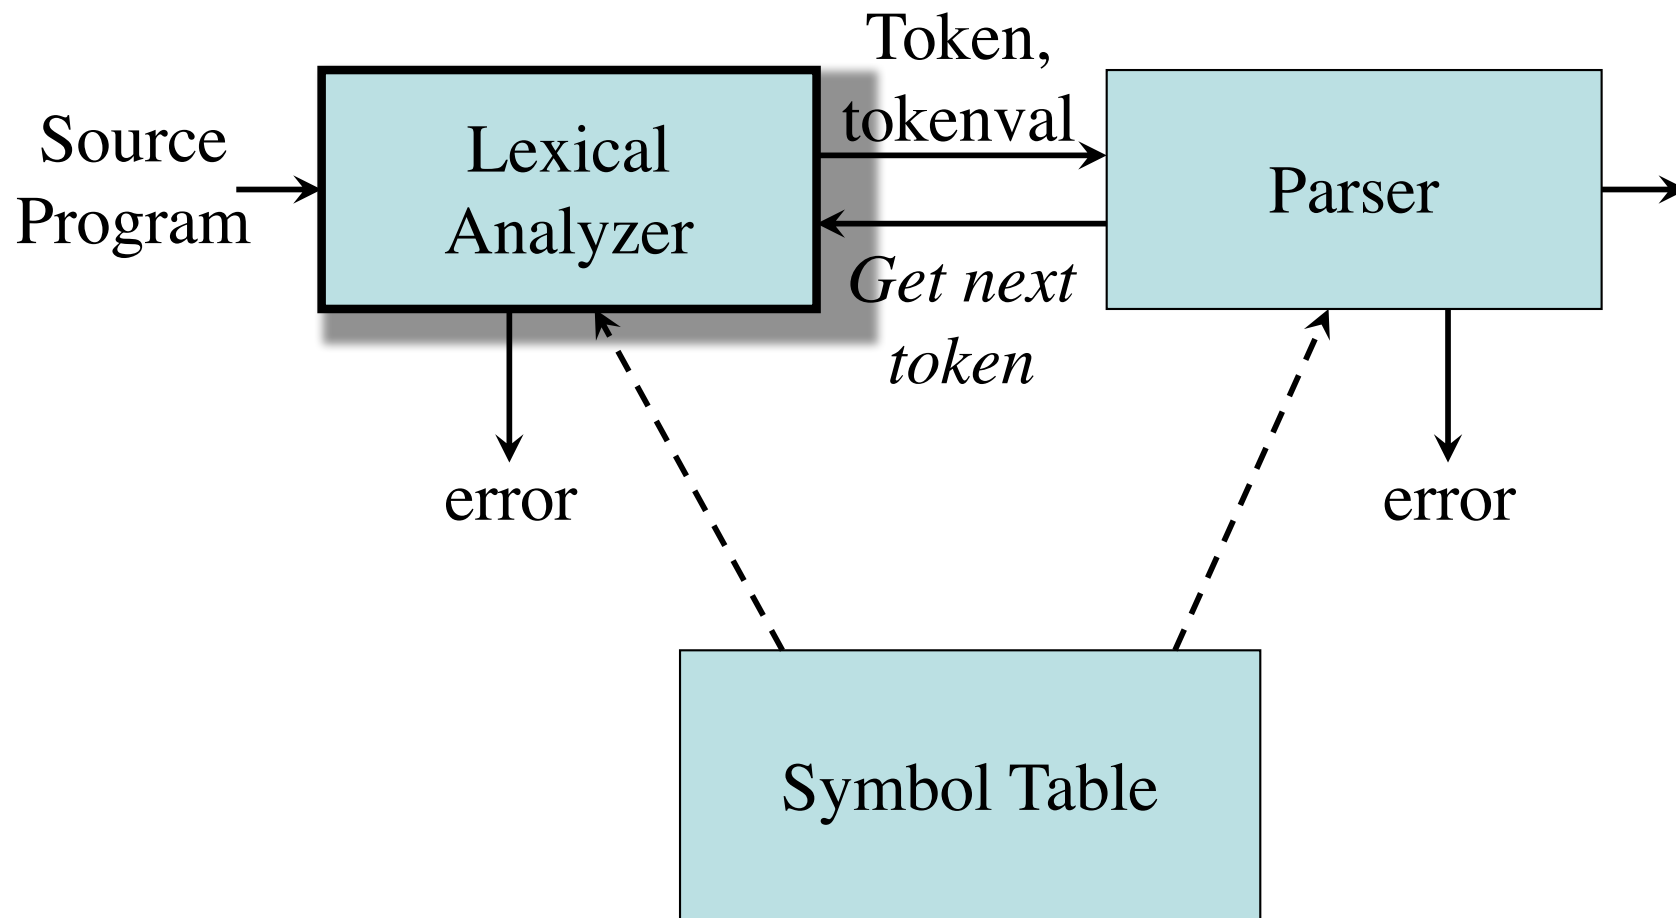 Token,
tokenval
Source
Program
Lexical
Analyzer
Parser
Get next
token
error
error
Symbol Table